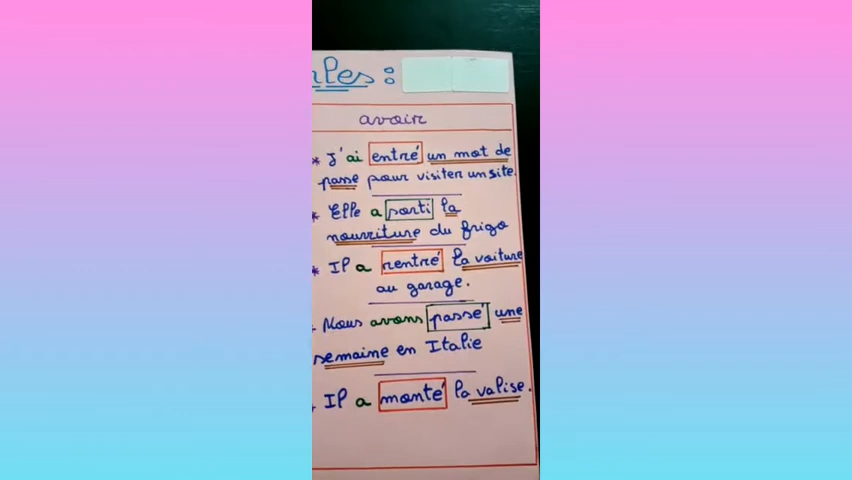 ples:
avoir
* J'ai entré un mot de
passe pour visiter un site.
* Elle a sorti la
nourriture du frigo
* Il a rentré la voiture
au garage.
* Nous avons passé une
semaine en Italie
* Il a monté la valise.